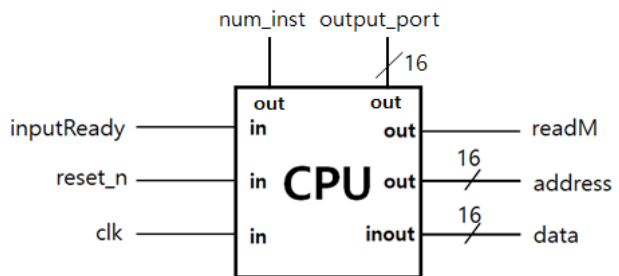 num_inst output_port
16
out out
inputReady in out readM
16
reset_n in CPU out address
16
clk in inout data